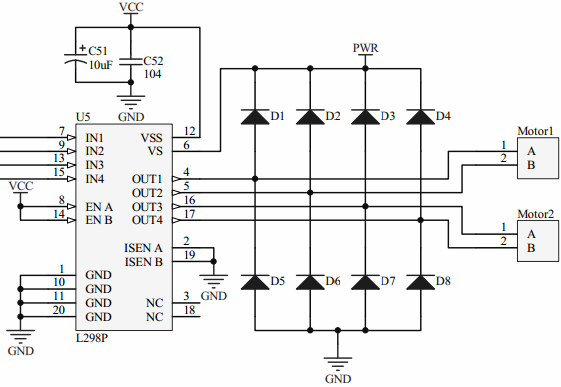 VCC
C51
10uF
C52
104
GND
PWR
U5
D1 D2 D3 D4
Motor1
7 IN1 VSS 12
9 IN2 VS 6
13 IN3
15 IN4 OUT1 4
1 A
2 B
VCC
OUT2 5
8 EN A OUT3 16
14 EN B OUT4 17
Motor2
1 A
2 B
ISEN A 2
ISEN B 19
1 GND
10 GND
11 GND NC 3
20 GND NC 18
GND
D5 D6 D7 D8
GND
L298P
GND